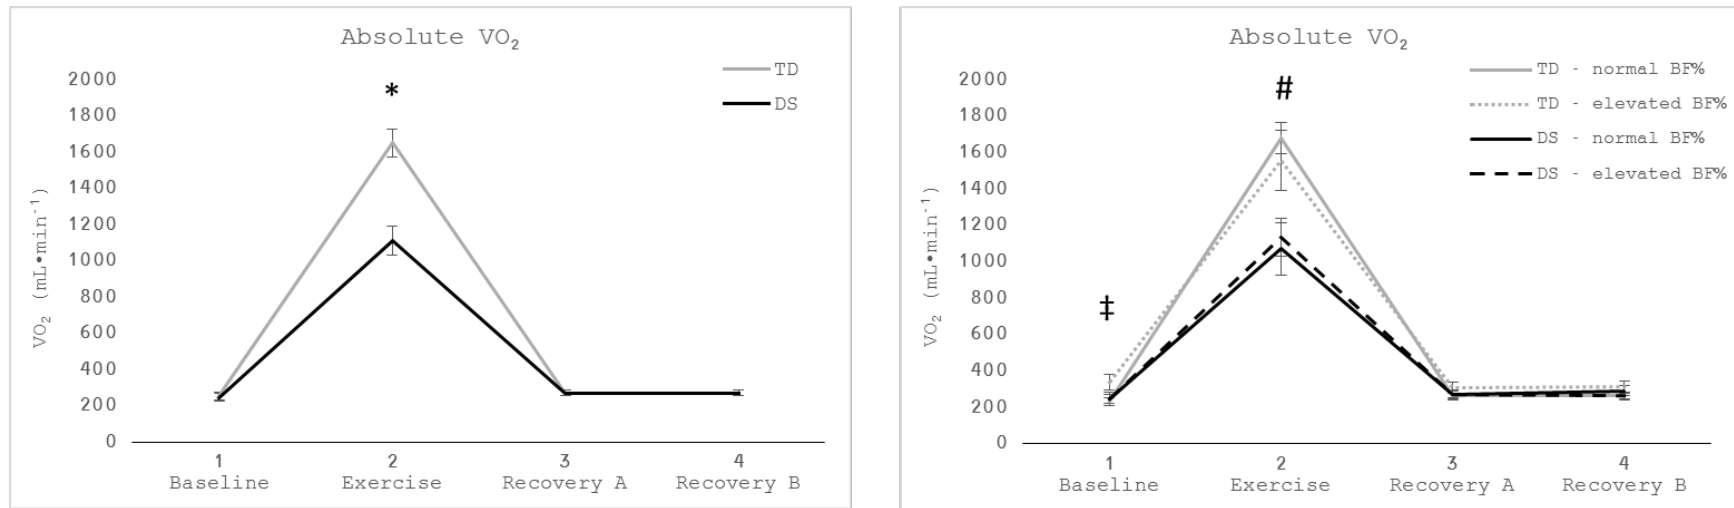 Absolute VO₂
TD
DS
*
2000
1800
1600
1400
1200
1000
800
600
400
200
0
VO₂ (mL•min⁻¹)
1 2 3 4
Baseline Exercise Recovery A Recovery B
Absolute VO₂
TD - normal BF%
TD - elevated BF%
DS - normal BF%
DS - elevated BF%
#
‡
2000
1800
1600
1400
1200
1000
800
600
400
200
0
VO₂ (mL•min⁻¹)
1 2 3 4
Baseline Exercise Recovery A Recovery B